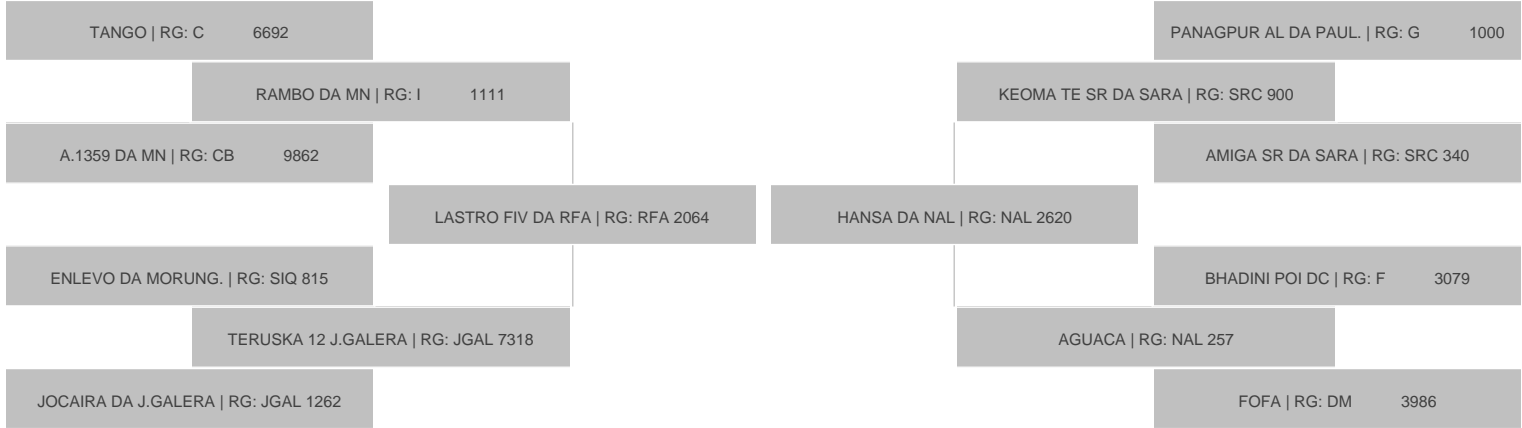 TANGO | RG: C 6692
PANAGPUR AL DA PAUL. | RG: G 1000
RAMBO DA MN | RG: I 1111
KEOMA TE SR DA SARA | RG: SRC 900
A.1359 DA MN | RG: CB 9862
AMIGA SR DA SARA | RG: SRC 340
LASTRO FIV DA RFA | RG: RFA 2064
HANSA DA NAL | RG: NAL 2620
ENLEVO DA MORUNG. | RG: SIQ 815
BHADINI POI DC | RG: F 3079
TERUSKA 12 J.GALERA | RG: JGAL 7318
AGUACA | RG: NAL 257
JOCAIRA DA J.GALERA | RG: JGAL 1262
FOFA | RG: DM 3986